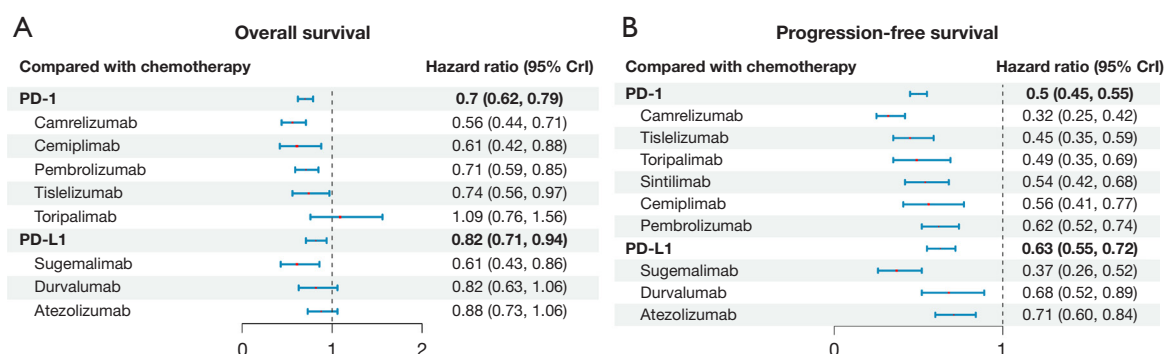 A
Overall survival
Compared with chemotherapy Hazard ratio (95% CrI)
PD-1 0.7 (0.62, 0.79)
Camrelizumab 0.56 (0.44, 0.71)
Cemiplimab 0.61 (0.42, 0.88)
Pembrolizumab 0.71 (0.59, 0.85)
Tislelizumab 0.74 (0.56, 0.97)
Toripalimab 1.09 (0.76, 1.56)
PD-L1 0.82 (0.71, 0.94)
Sugemalimab 0.61 (0.43, 0.86)
Durvalumab 0.82 (0.63, 1.06)
Atezolizumab 0.88 (0.73, 1.06)
0 1 2
B
Progression-free survival
Compared with chemotherapy Hazard ratio (95% CrI)
PD-1 0.5 (0.45, 0.55)
Camrelizumab 0.32 (0.25, 0.42)
Tislelizumab 0.45 (0.35, 0.59)
Toripalimab 0.49 (0.35, 0.69)
Sintilimab 0.54 (0.42, 0.68)
Cemiplimab 0.56 (0.41, 0.77)
Pembrolizumab 0.62 (0.52, 0.74)
PD-L1 0.63 (0.55, 0.72)
Sugemalimab 0.37 (0.26, 0.52)
Durvalumab 0.68 (0.52, 0.89)
Atezolizumab 0.71 (0.60, 0.84)
0 1